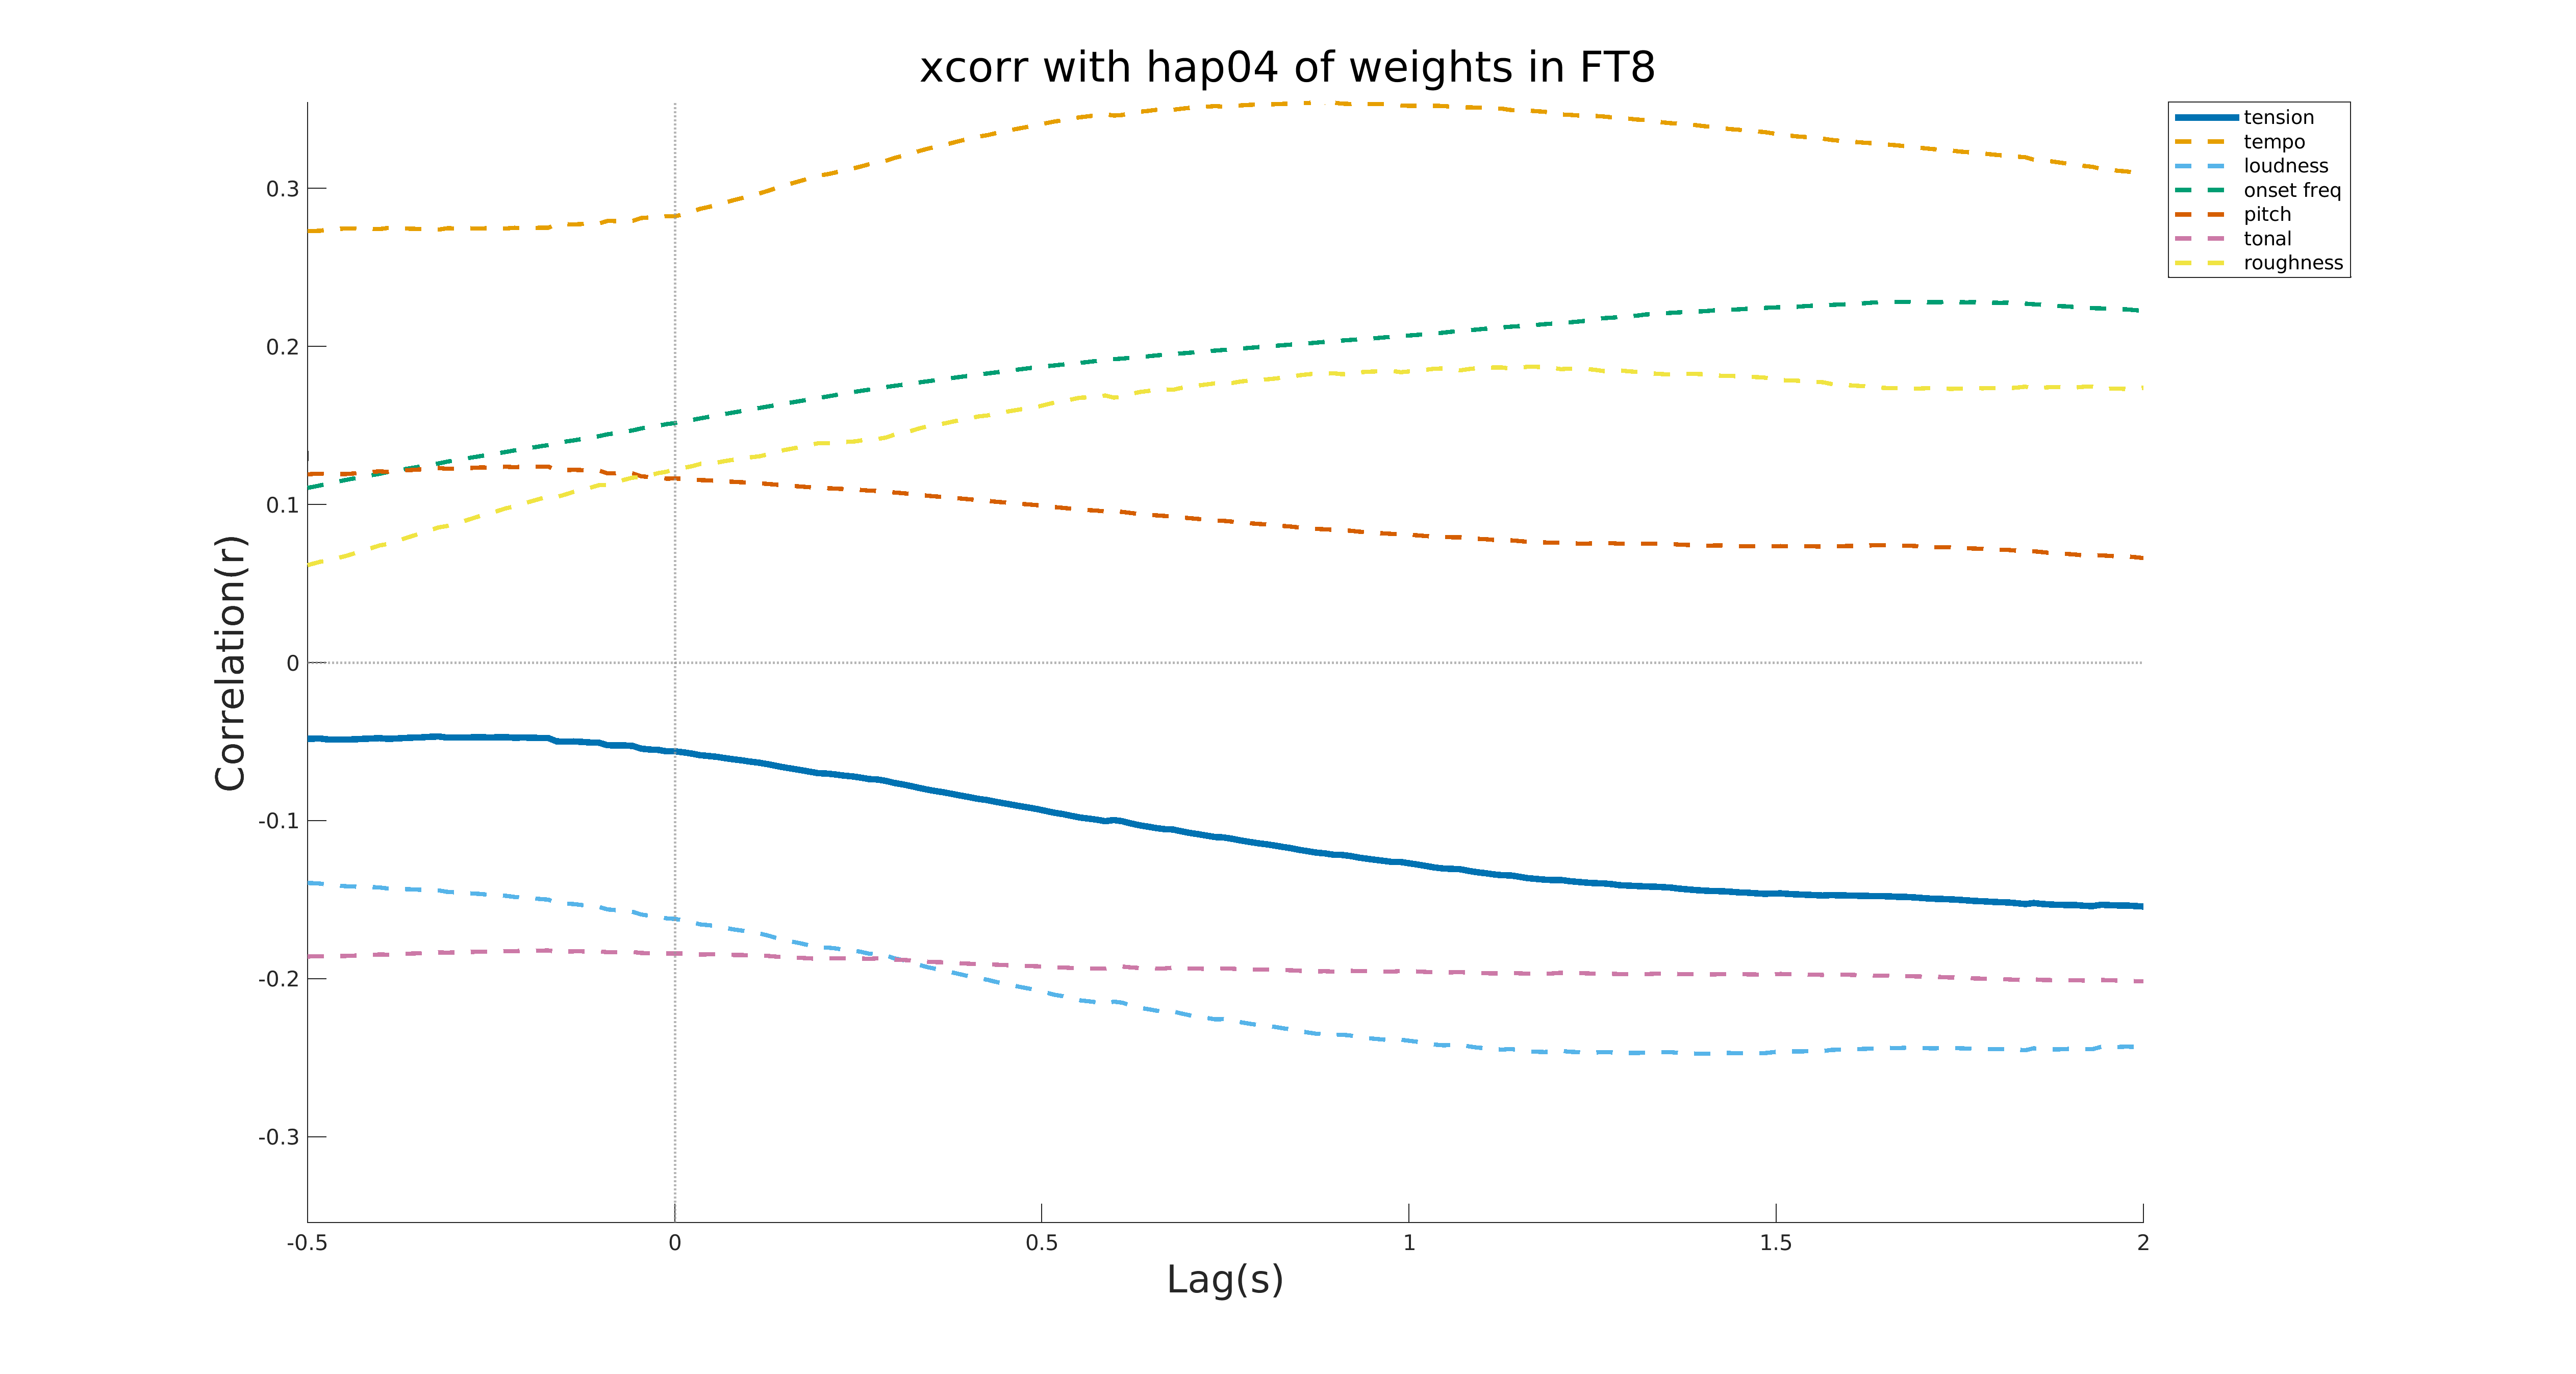 xcorr with hap04 of weights in FT8
tension
tempo
loudness
onset freq
pitch
tonal
roughness
0.3
0.2
0.1
0
-0.1
-0.2
-0.3
Correlation(r)
-0.5
0
0.5
1
1.5
2
Lag(s)